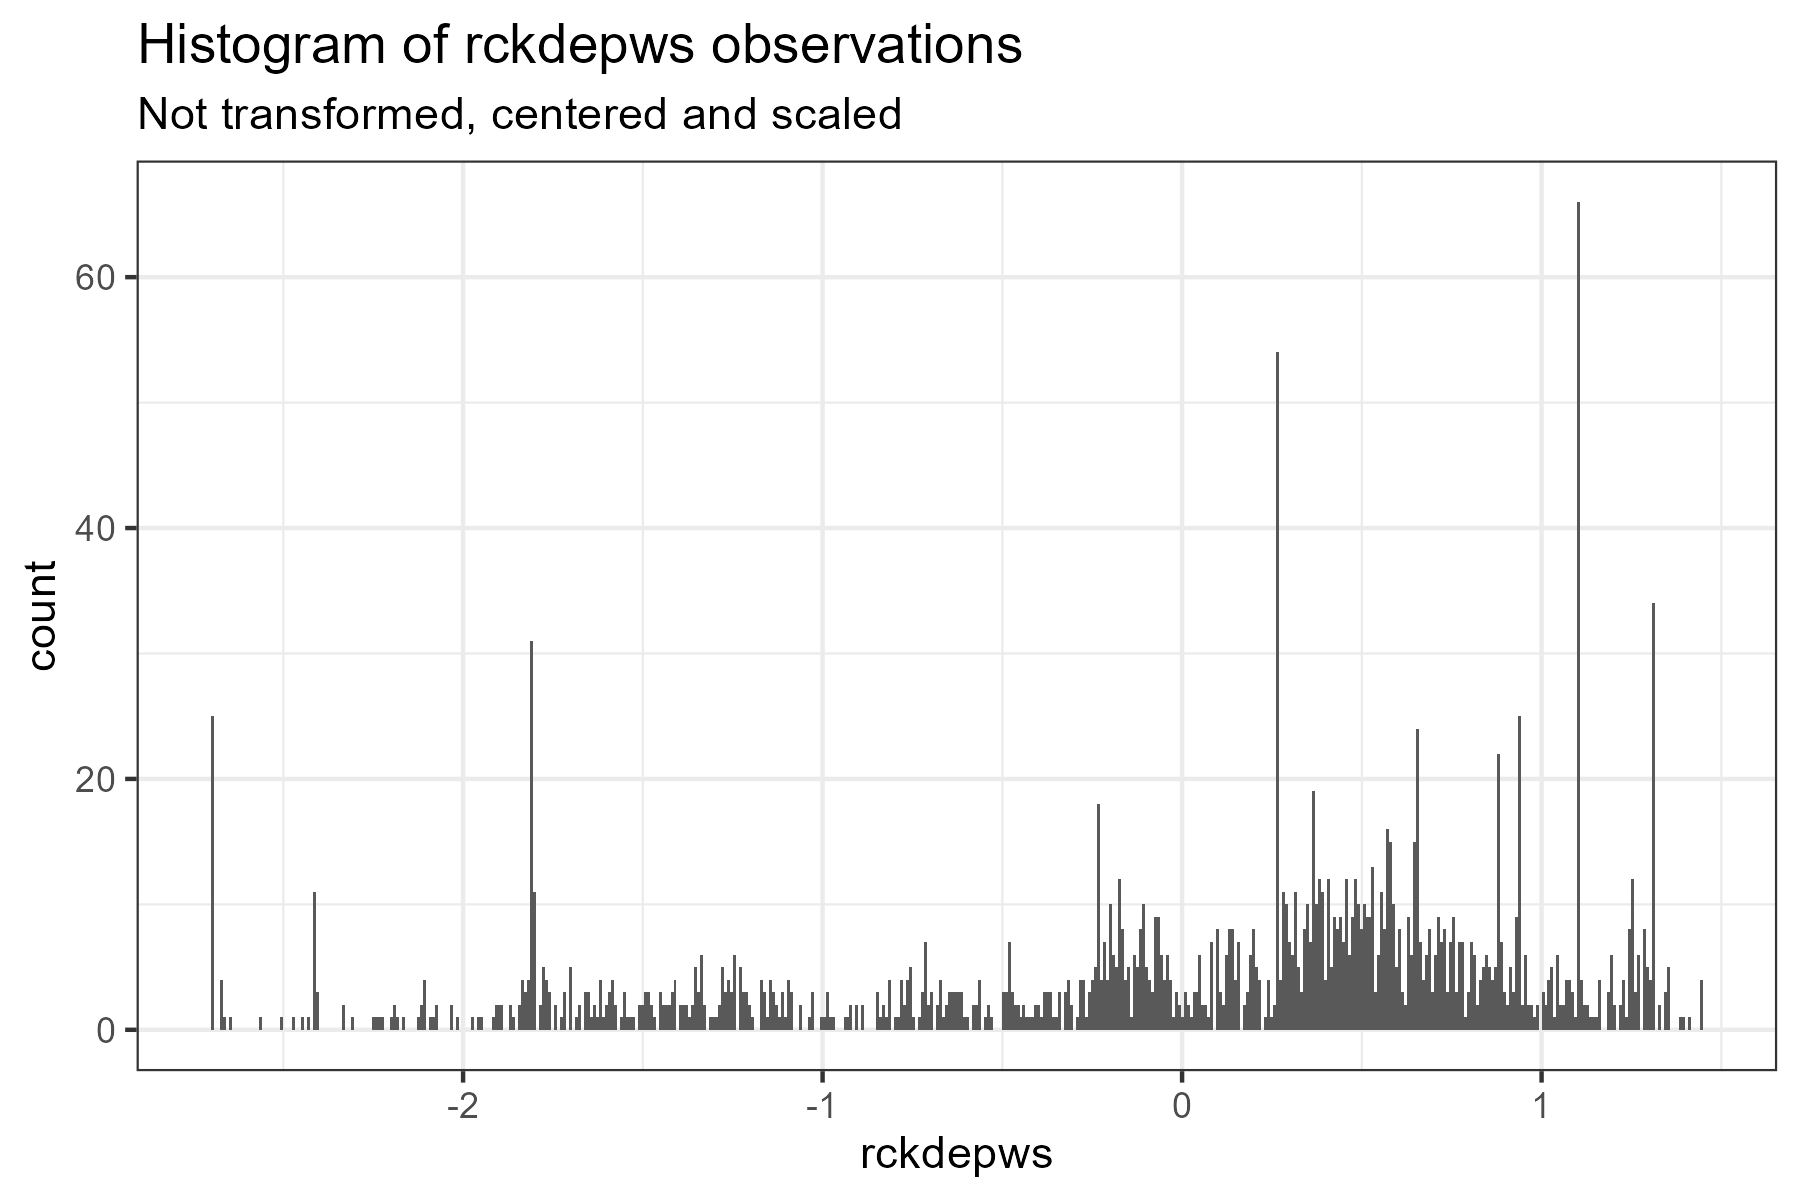 Histogram of rckdepws observations
Not transformed, centered and scaled
60
40
20
0
count
-2
-1
0
1
rckdepws